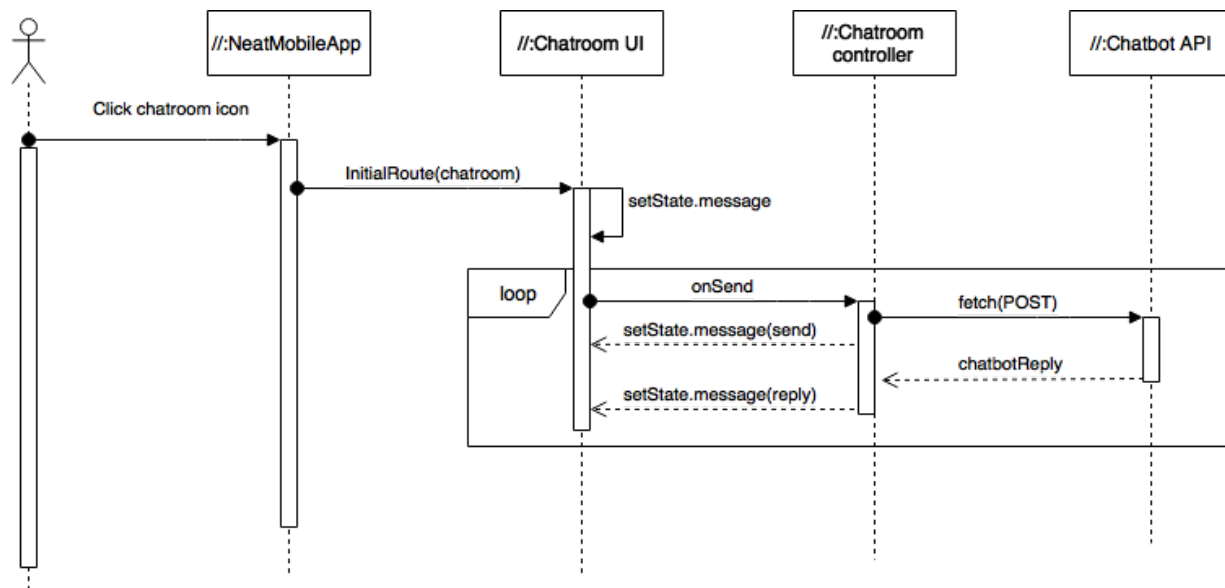 //:NeatMobileApp
//:Chatroom UI
//:Chatroom
controller
//:Chatbot API
Click chatroom icon
InitialRoute(chatroom)
setState.message
loop
onSend
fetch(POST)
setState.message(send)
chatbotReply
setState.message(reply)